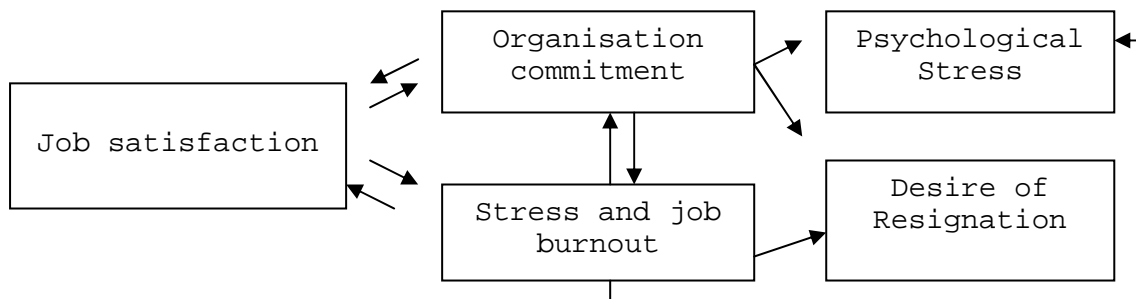 Organisation
commitment
Psychological
Stress
Job satisfaction
Stress and job
burnout
Desire of
Resignation